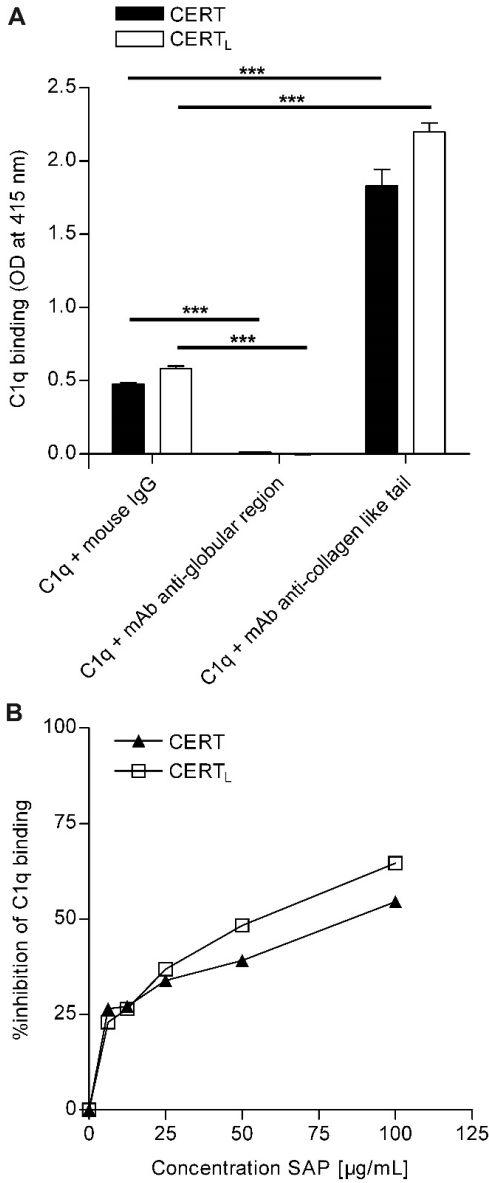 A
CERT
CERTL
***
***
***
***
C1q binding (OD at 415 nm)
2.5
2.0
1.5
1.0
0.5
0.0
C1q + mouse IgG
C1q + mAb anti-globular region
C1q + mAb anti-collagen like tail
B
CERT
CERTL
%inhibition of C1q binding
100
75
50
25
0
0 25 50 75 100 125
Concentration SAP [µg/mL]